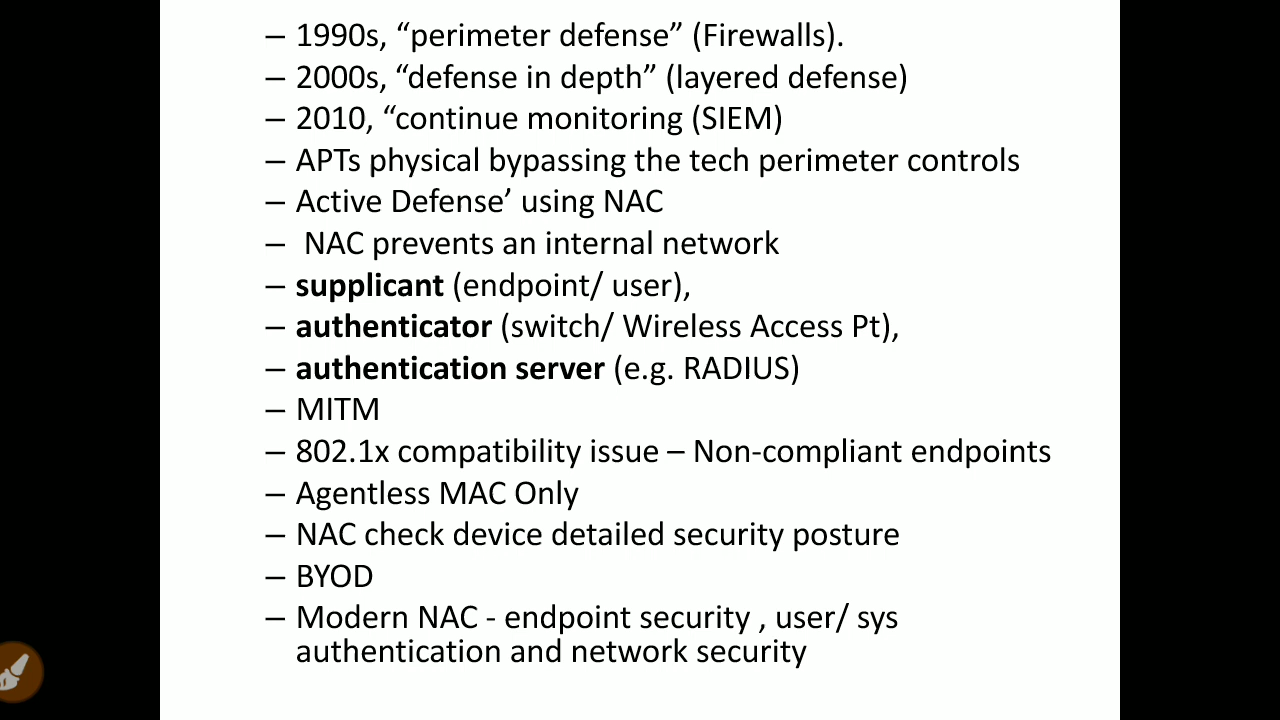 – 1990s, “perimeter defense” (Firewalls).
– 2000s, “defense in depth” (layered defense)
– 2010, “continue monitoring (SIEM)
– APTs physical bypassing the tech perimeter controls
– Active Defense’ using NAC
– NAC prevents an internal network
– supplicant (endpoint/ user),
– authenticator (switch/ Wireless Access Pt),
– authentication server (e.g. RADIUS)
– MITM
– 802.1x compatibility issue – Non-compliant endpoints
– Agentless MAC Only
– NAC check device detailed security posture
– BYOD
– Modern NAC - endpoint security , user/ sys
authentication and network security